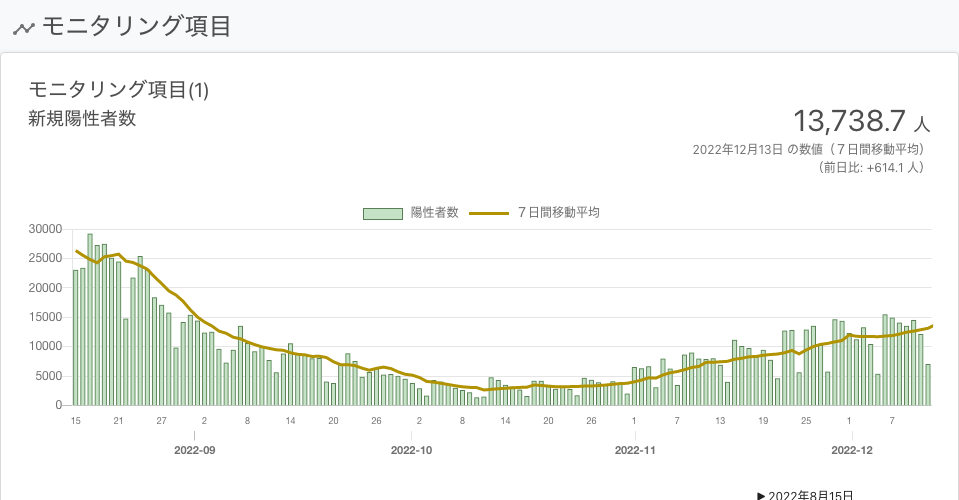 モニタリング項目
モニタリング項目(1)
新規陽性者数
13,738.7 人
2022年12月13日 の数値（７日間移動平均）
（前日比: +614.1 人）
陽性者数 ７日間移動平均
30000
25000
20000
15000
10000
5000
0
15 21 27 2 8 14 20 26 2 8 14 20 26 1 7 13 19 25 1 7
2022-09 2022-10 2022-11 2022-12
▶ 2022年8月15日